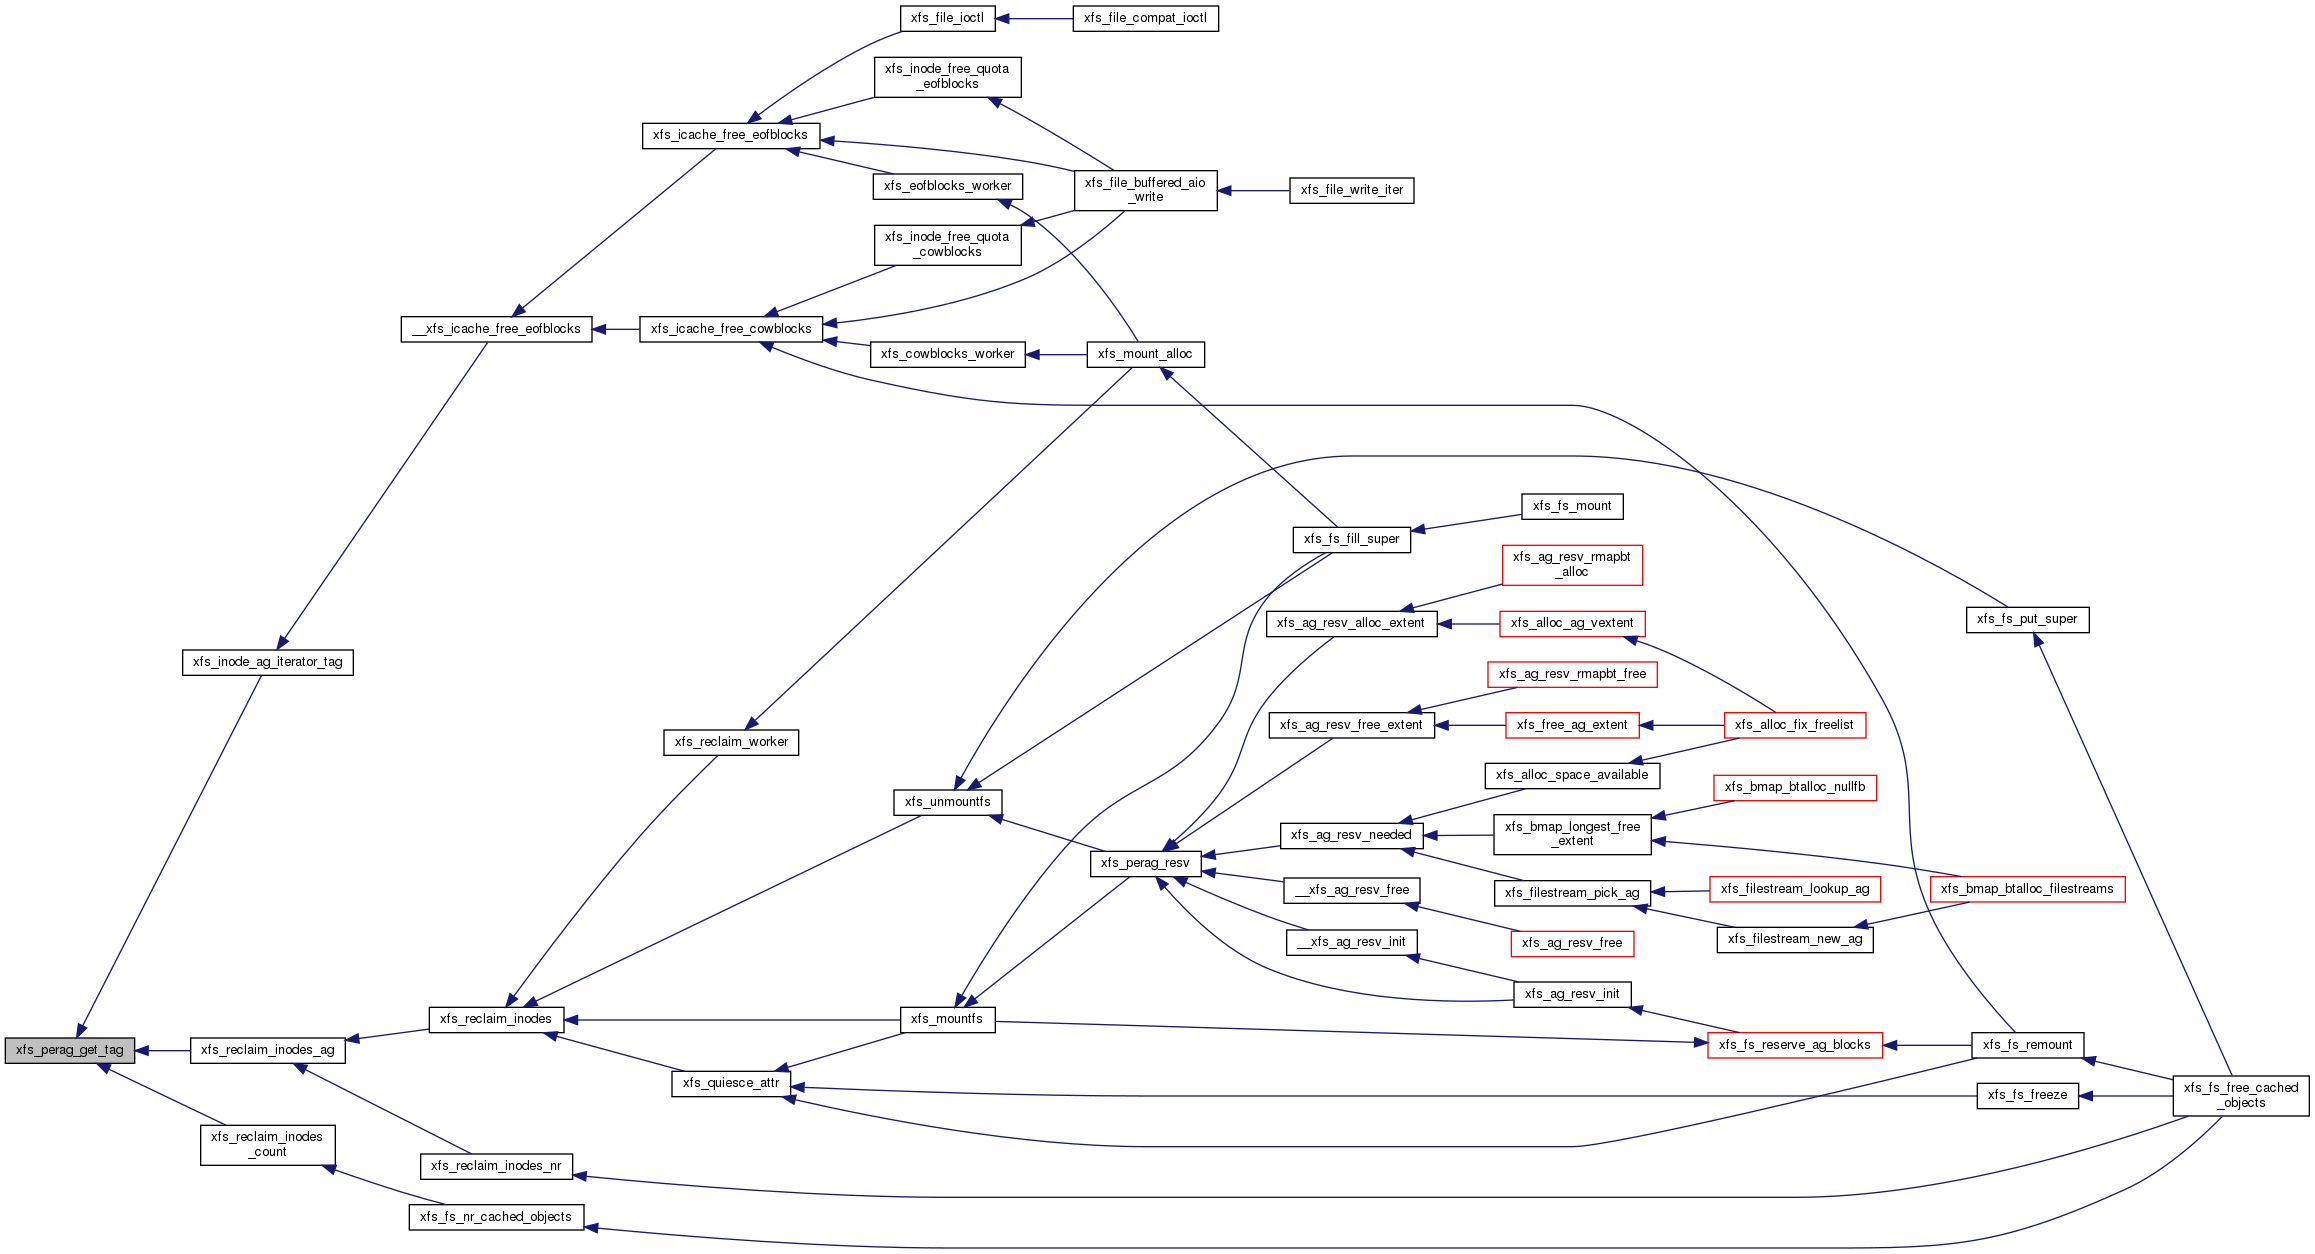 xfs_file_ioctl
xfs_file_compat_ioctl
xfs_inode_free_quota
_eofblocks
xfs_icache_free_eofblocks
xfs_eofblocks_worker
xfs_file_buffered_aio
_write
xfs_file_write_iter
xfs_inode_free_quota
_cowblocks
__xfs_icache_free_eofblocks
xfs_icache_free_cowblocks
xfs_cowblocks_worker
xfs_mount_alloc
xfs_fs_mount
xfs_fs_fill_super
xfs_ag_resv_rmapbt
_alloc
xfs_ag_resv_alloc_extent
xfs_alloc_ag_vextent
xfs_fs_put_super
xfs_inode_ag_iterator_tag
xfs_ag_resv_rmapbt_free
xfs_ag_resv_free_extent
xfs_free_ag_extent
xfs_alloc_fix_freelist
xfs_reclaim_worker
xfs_alloc_space_available
xfs_bmap_btalloc_nullfb
xfs_unmountfs
xfs_ag_resv_needed
xfs_bmap_longest_free
_extent
xfs_perag_resv
__xfs_ag_resv_free
xfs_filestream_pick_ag
xfs_filestream_lookup_ag
xfs_bmap_btalloc_filestreams
xfs_filestream_new_ag
__xfs_ag_resv_init
xfs_ag_resv_free
xfs_ag_resv_init
xfs_reclaim_inodes
xfs_mountfs
xfs_perag_get_tag
xfs_reclaim_inodes_ag
xfs_fs_reserve_ag_blocks
xfs_fs_remount
xfs_quiesce_attr
xfs_fs_freeze
xfs_fs_free_cached
_objects
xfs_reclaim_inodes
_count
xfs_reclaim_inodes_nr
xfs_fs_nr_cached_objects